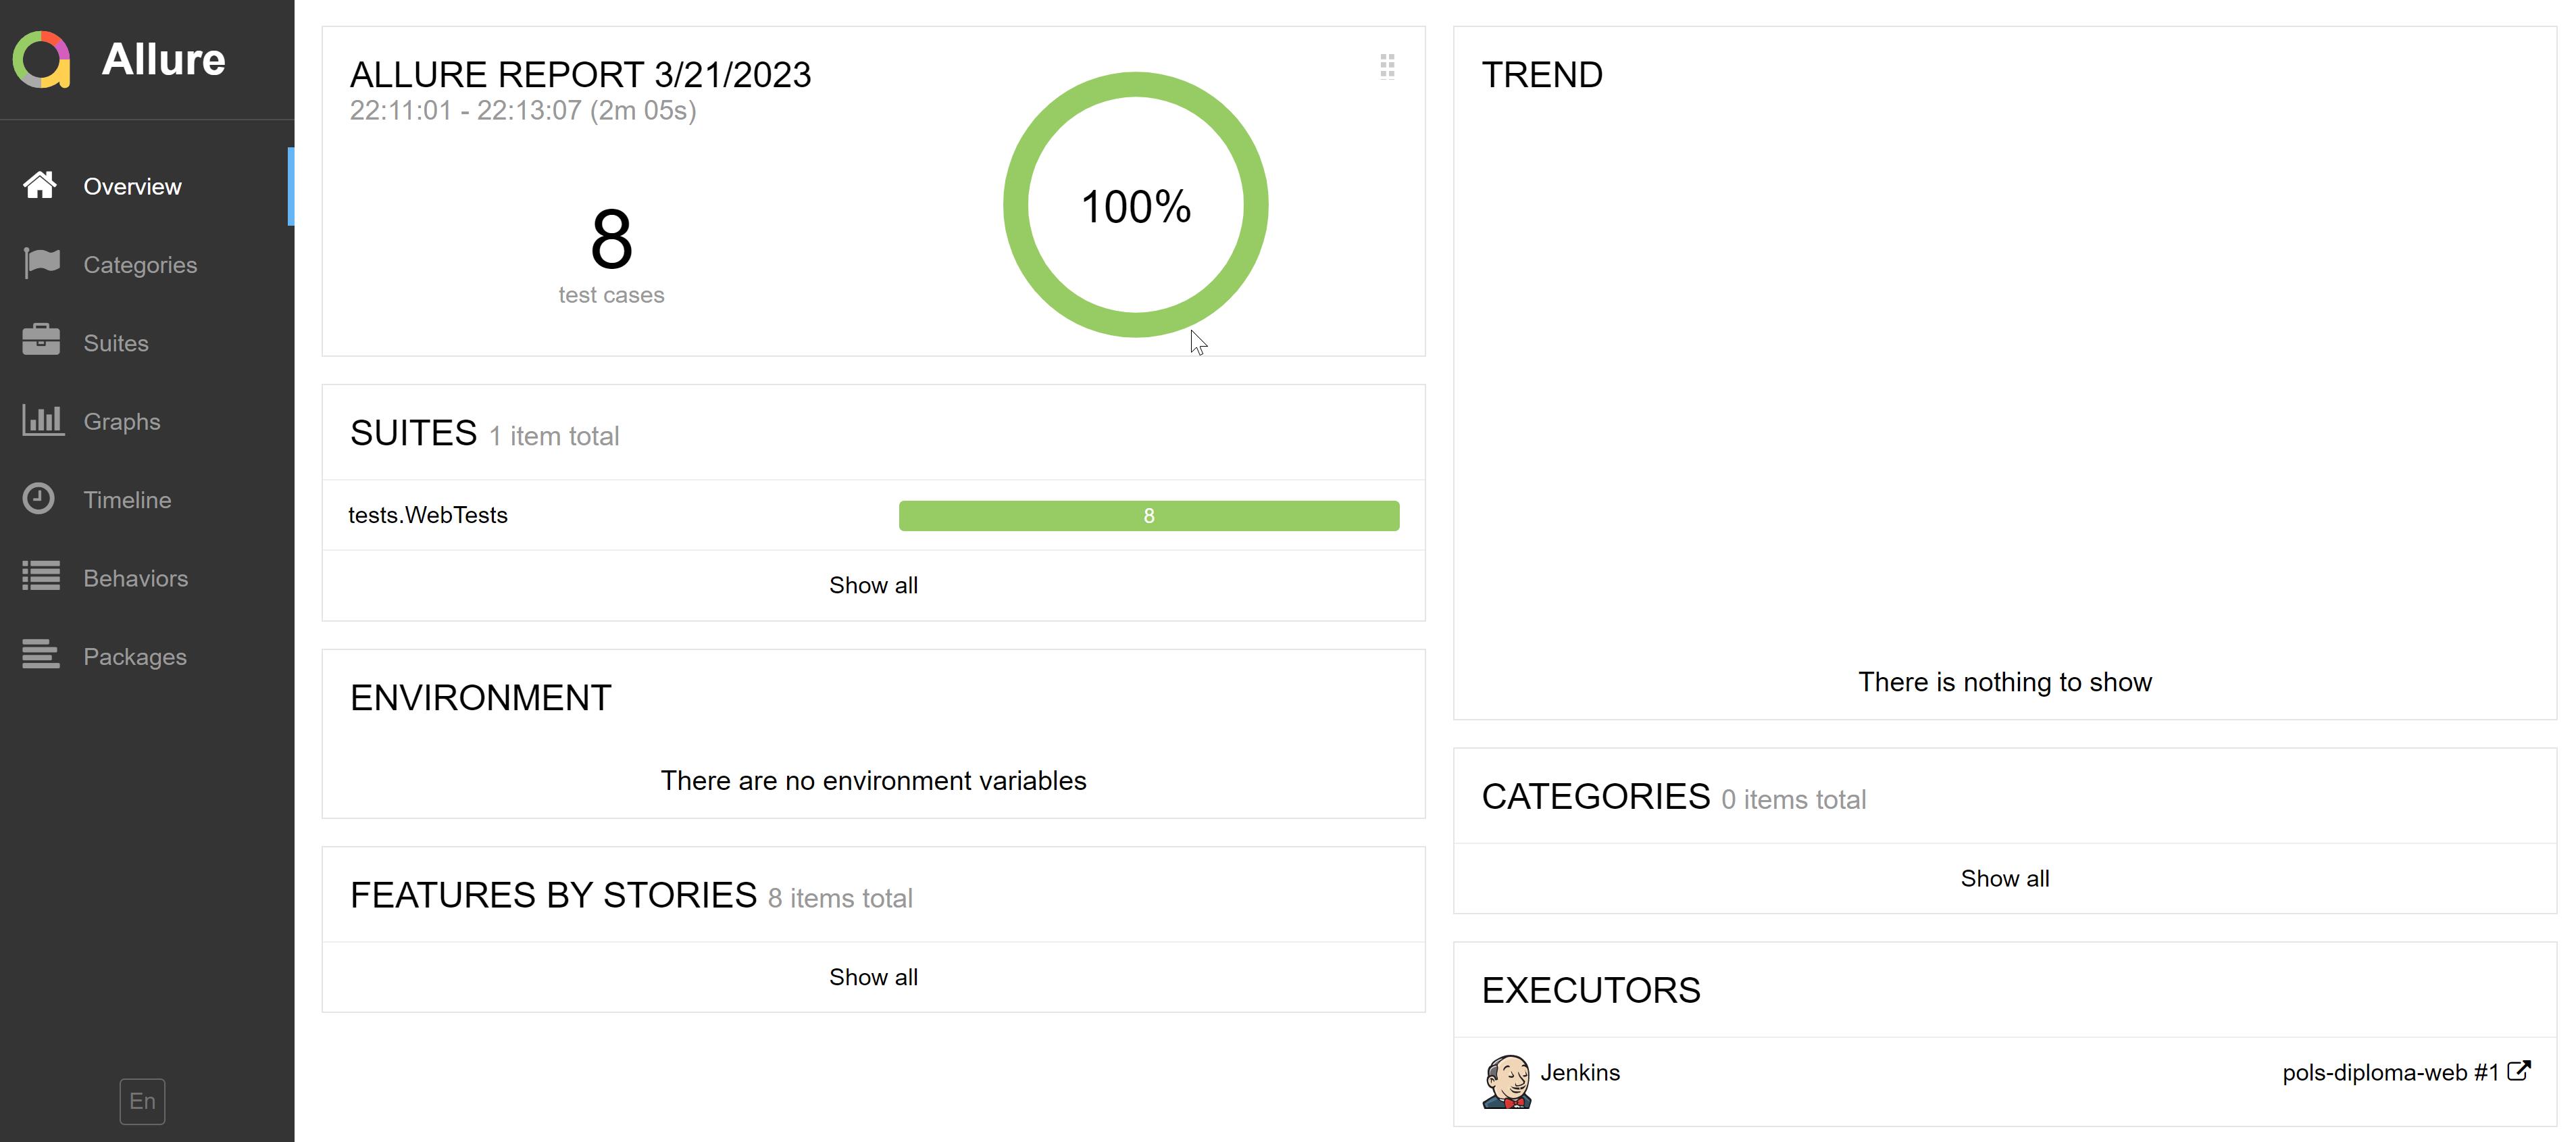 Allure
Overview
Categories
Suites
Graphs
Timeline
Behaviors
Packages
En
ALLURE REPORT 3/21/2023
22:11:01 - 22:13:07 (2m 05s)
8
test cases
100%
SUITES 1 item total
tests.WebTests 8
Show all
ENVIRONMENT
There are no environment variables
FEATURES BY STORIES 8 items total
Show all
TREND
There is nothing to show
CATEGORIES 0 items total
Show all
EXECUTORS
Jenkins pols-diploma-web #1